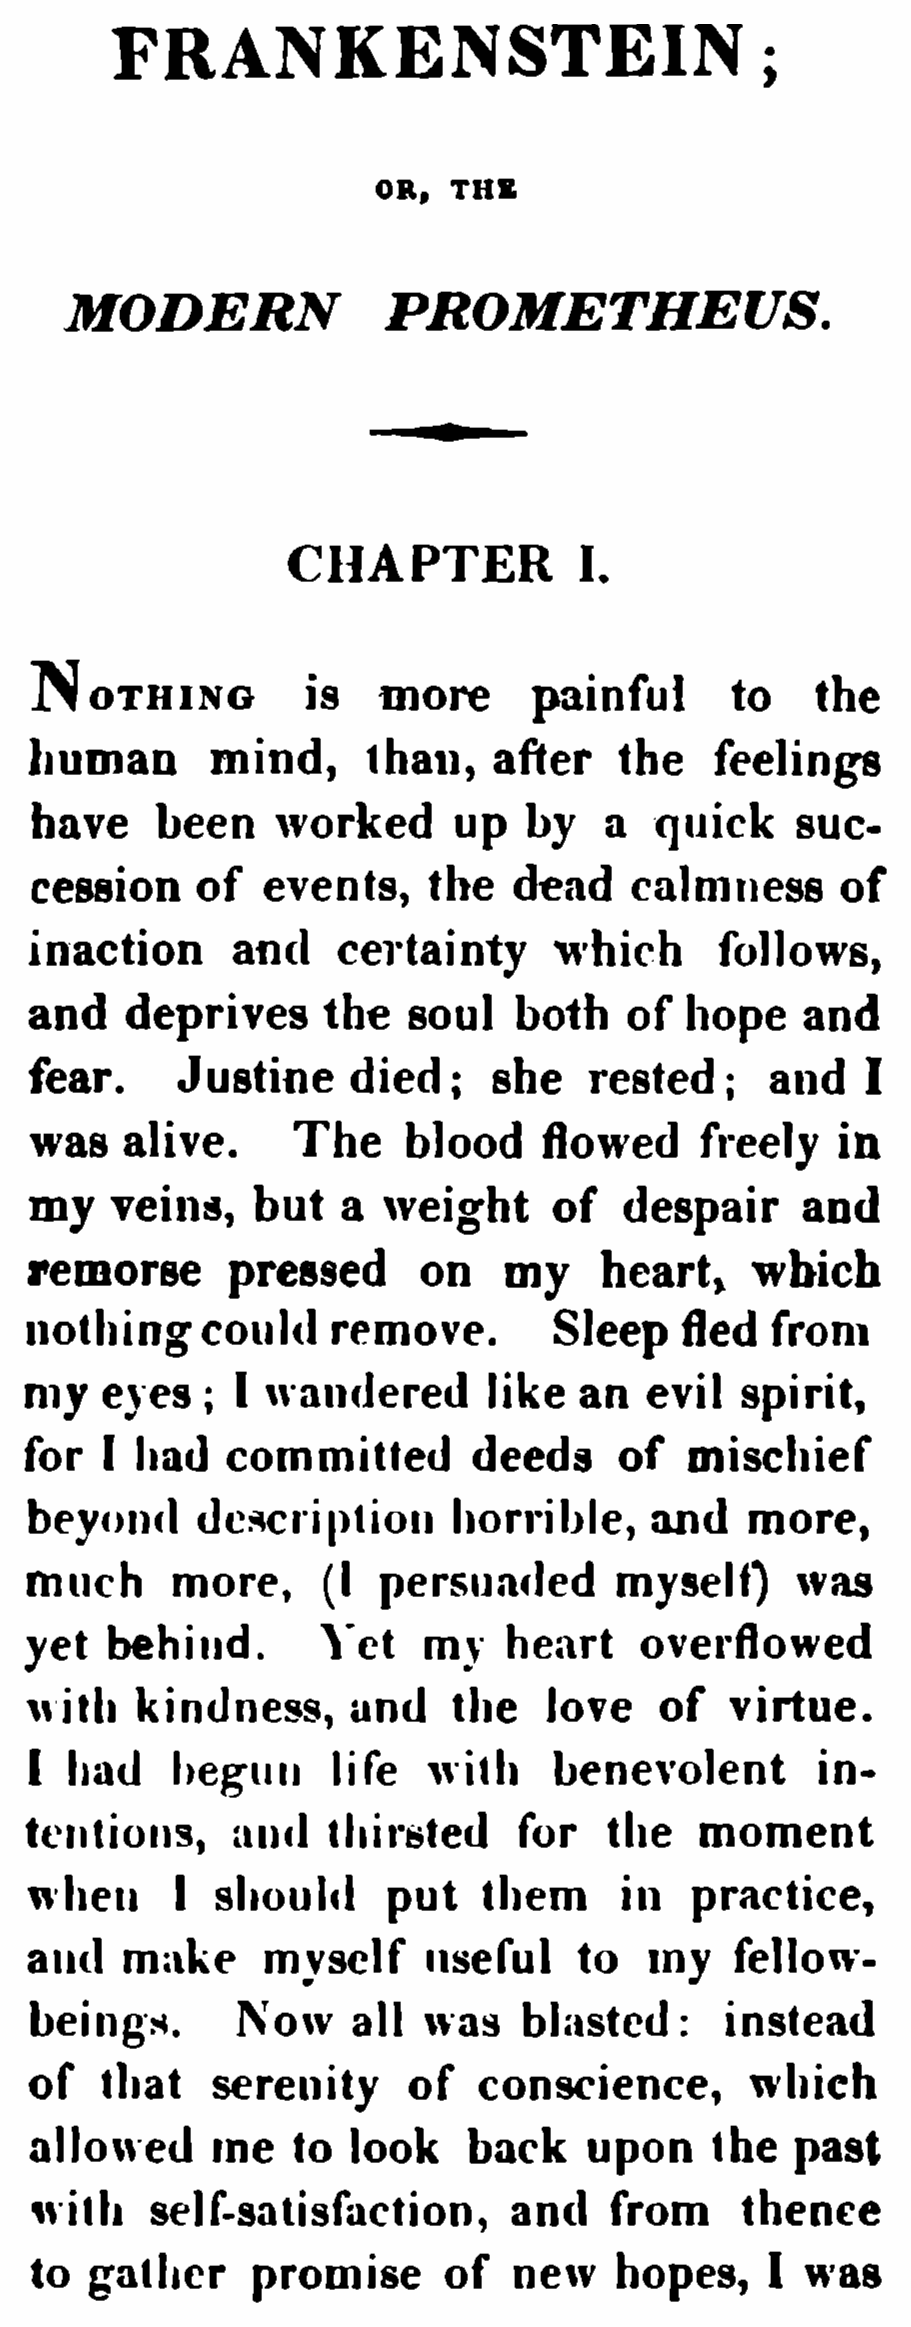 FRANKENSTEIN;
OR, THE
MODERN PROMETHEUS.
CHAPTER I.
NOTHING is more painful to the
human mind, than, after the feelings
have been worked up by a quick suc-
cession of events, the dead calmness of
inaction and certainty which follows,
and deprives the soul both of hope and
fear. Justine died; she rested; and I
was alive. The blood flowed freely in
my veins, but a weight of despair and
remorse pressed on my heart, which
nothing could remove. Sleep fled from
my eyes; I wandered like an evil spirit,
for I had committed deeds of mischief
beyond description horrible, and more,
much more, (I persuaded myself) was
yet behind. Yet my heart overflowed
with kindness, and the love of virtue.
I had begun life with benevolent in-
tentions, and thirsted for the moment
when I should put them in practice,
and make myself useful to my fellow-
beings. Now all was blasted: instead
of that serenity of conscience, which
allowed me to look back upon the past
with self-satisfaction, and from thence
to gather promise of new hopes, I was